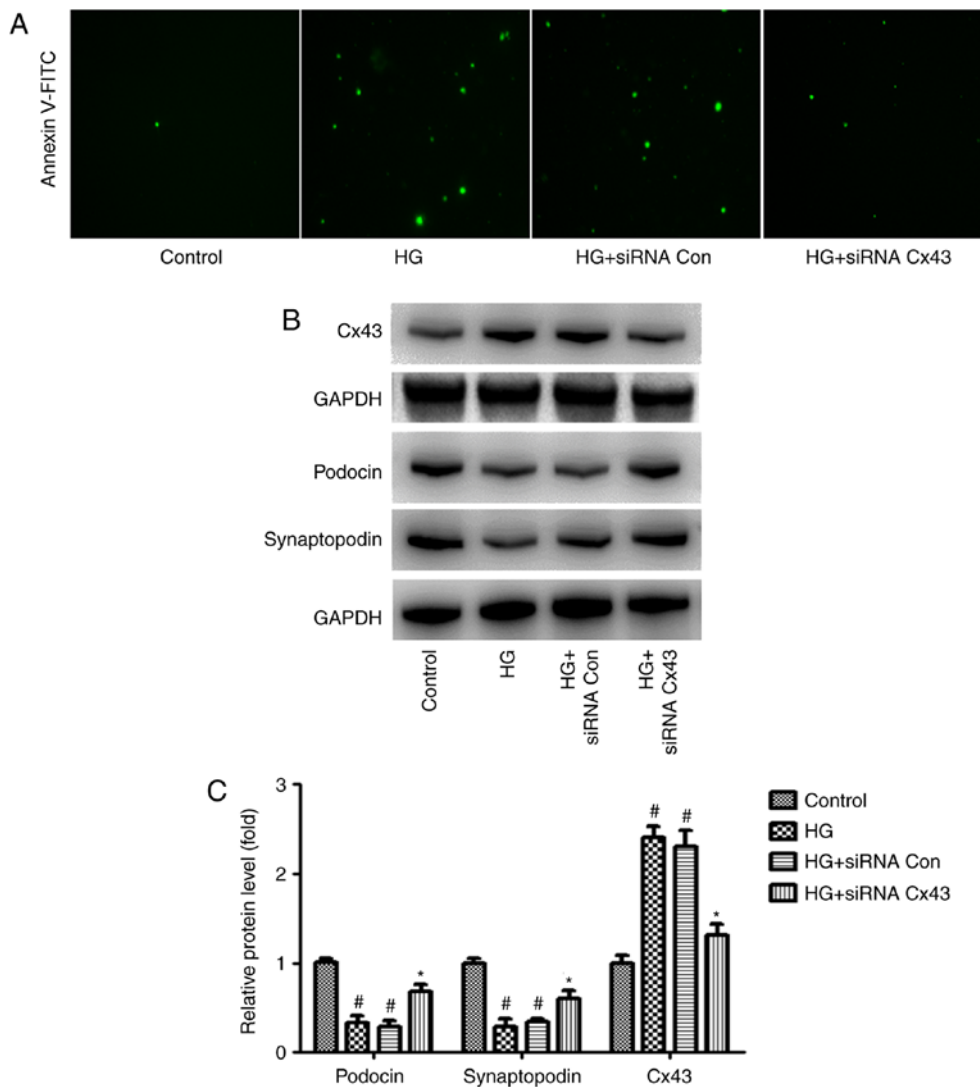 A
Annexin V-FITC
Control
HG
HG+siRNA Con
HG+siRNA Cx43
B
Cx43
GAPDH
Podocin
Synaptopodin
GAPDH
Control
HG
HG+
siRNA Con
HG+
siRNA Cx43
C
Relative protein level (fold)
3
2
1
0
# # *
# # *
# # *
Podocin
Synaptopodin
Cx43
Control
HG
HG+siRNA Con
HG+siRNA Cx43